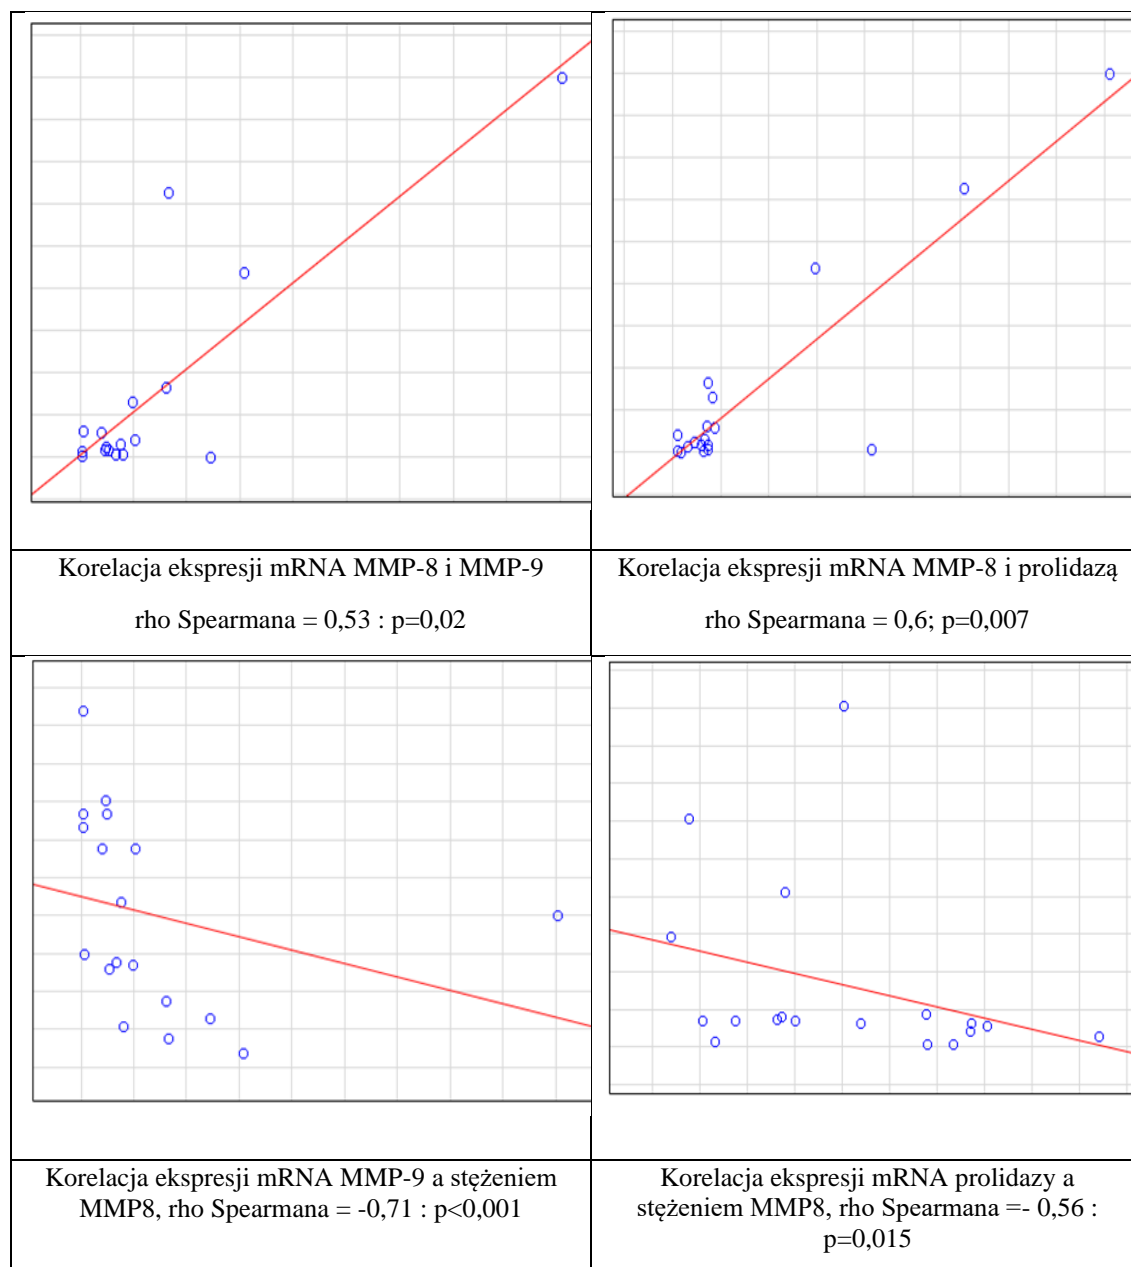 Korelacja ekspresji mRNA MMP-8 i MMP-9
rho Spearmana = 0,53 : p=0,02
Korelacja ekspresji mRNA MMP-8 i prolidazą
rho Spearmana = 0,6; p=0,007
Korelacja ekspresji mRNA MMP-9 a stężeniem
MMP8, rho Spearmana = -0,71 : p<0,001
Korelacja ekspresji mRNA prolidazy a
stężeniem MMP8, rho Spearmana =- 0,56 :
p=0,015